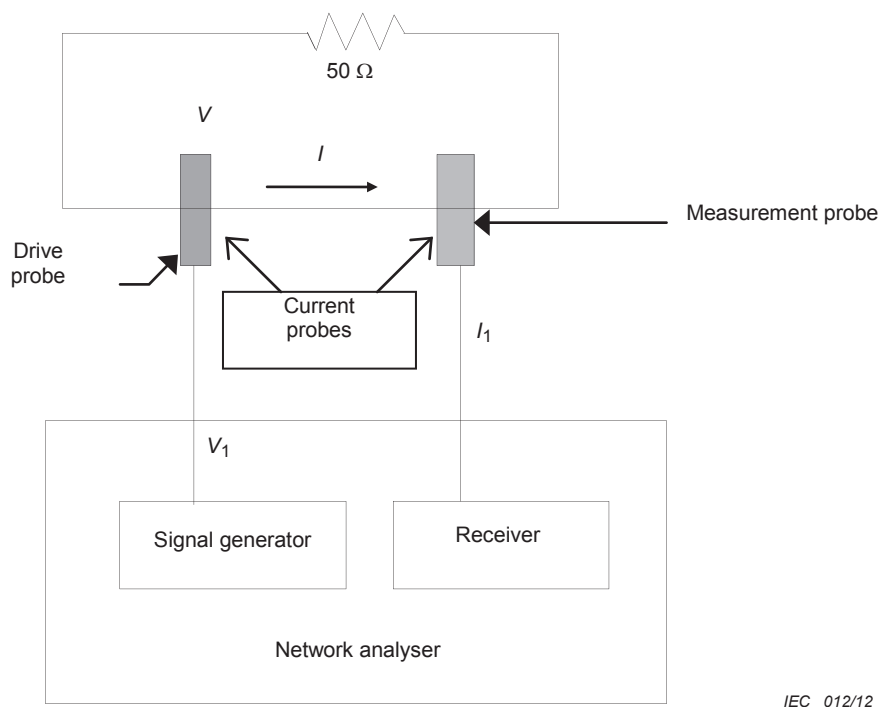 50 Ω
V
I
Measurement probe
Drive
probe
Current
probes
I1
V1
Signal generator
Receiver
Network analyser
IEC 012/12